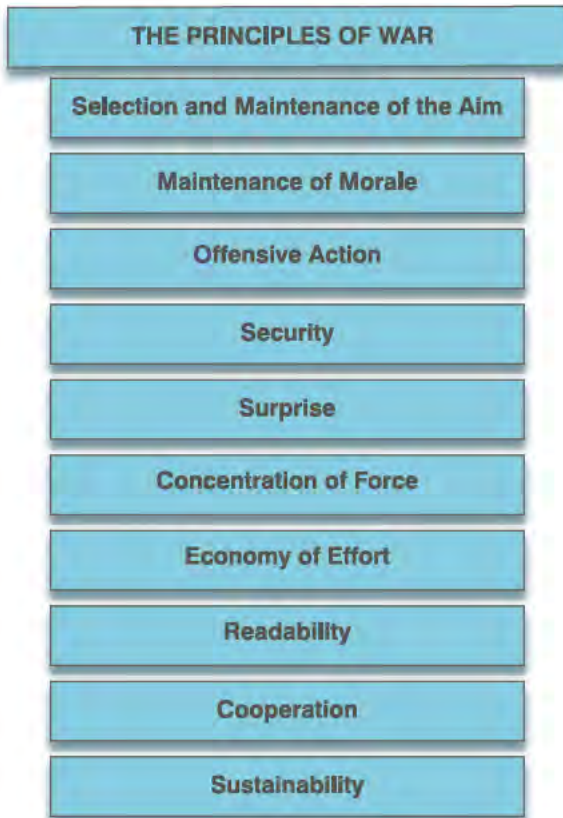 THE PRINCIPLES OF WAR
Selection and Maintenance of the Aim
Maintenance of Morale
Offensive Action
Security
Surprise
Concentration of Force
Economy of Effort
Readability
Cooperation
Sustainability